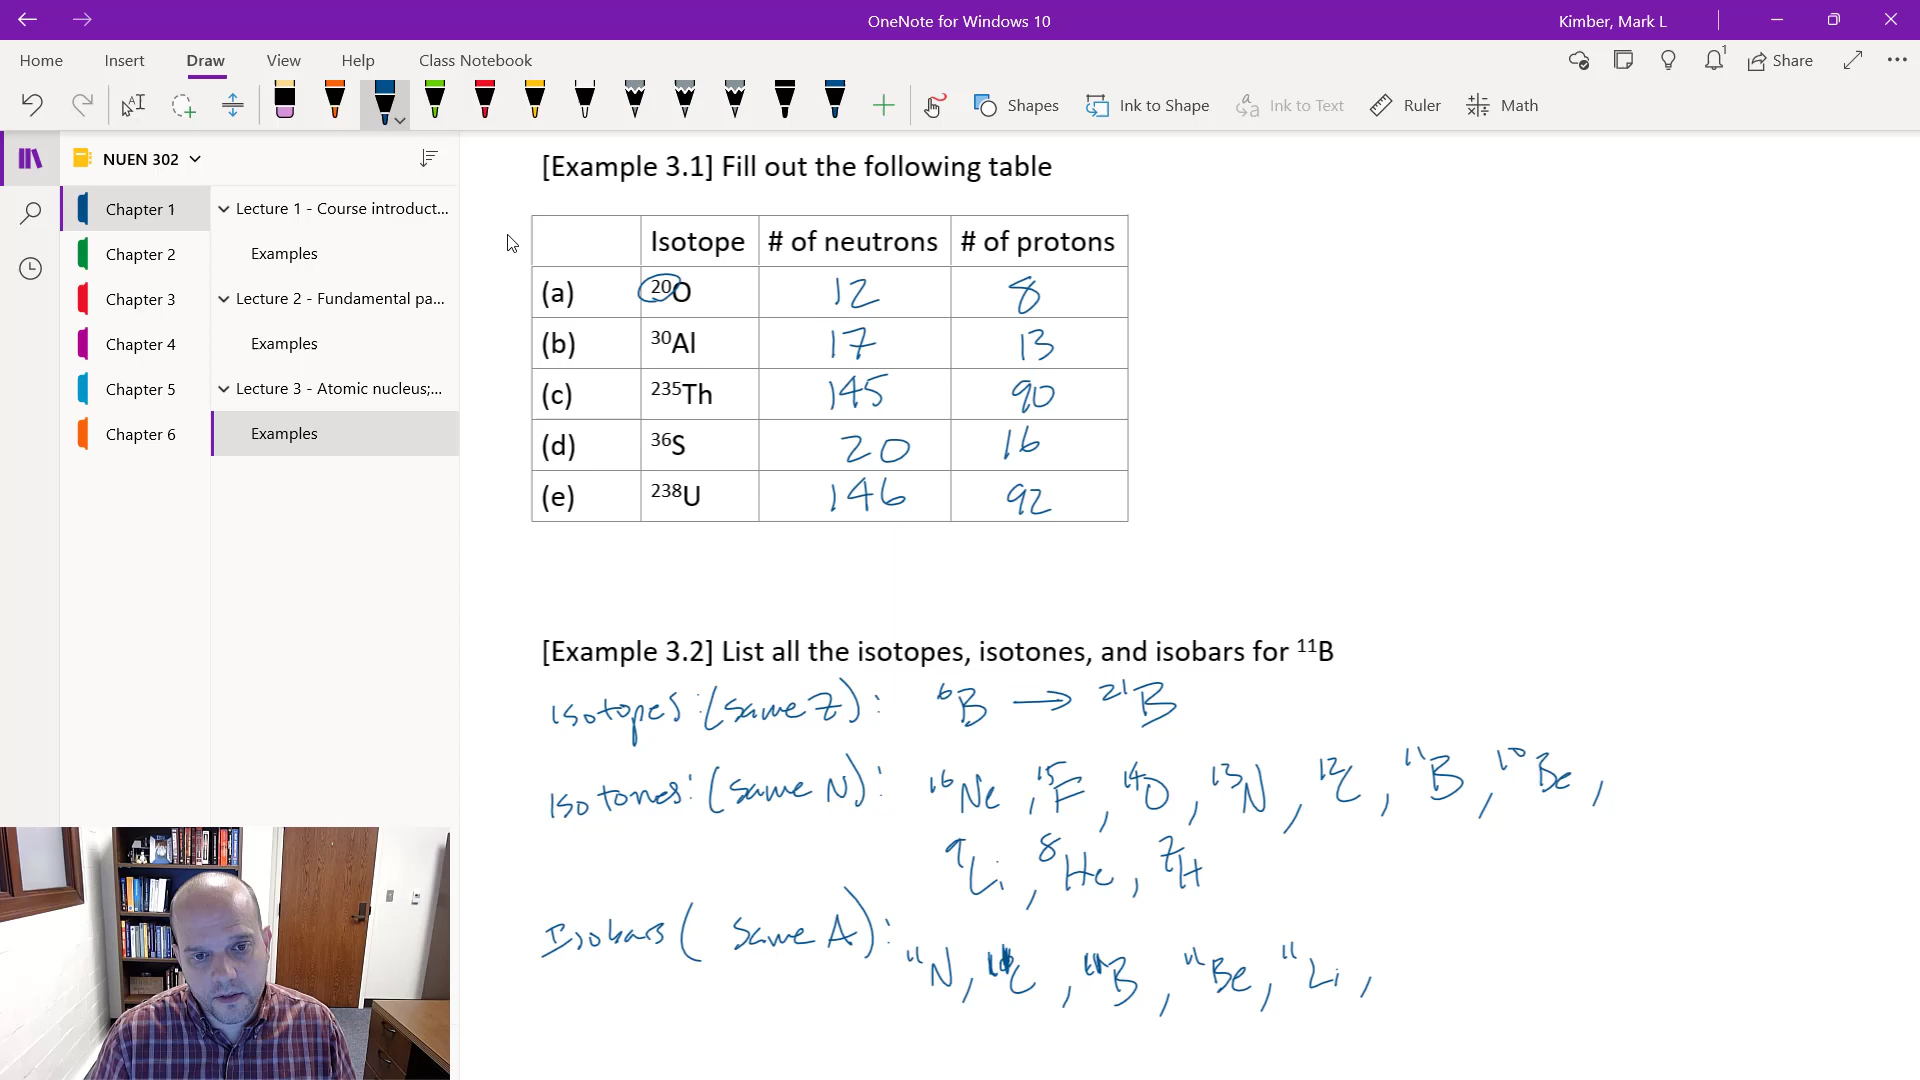 OneNote for Windows 10
Kimber, Mark L
Home Insert Draw View Help Class Notebook
1
Share
Shapes Ink to Shape Ink to Text Ruler Math
NUEN 302
Chapter 1
Chapter 2
Chapter 3
Chapter 4
Chapter 5
Chapter 6
Lecture 1 - Course introduct...
Examples
Lecture 2 - Fundamental pa...
Examples
Lecture 3 - Atomic nucleus;...
Examples
[Example 3.1] Fill out the following table
Isotope # of neutrons # of protons
(a) ²⁰O 12 8
(b) ³⁰Al 17 13
(c) ²³⁵Th 145 90
(d) ³⁶S 20 16
(e) ²³⁸U 146 92
[Example 3.2] List all the isotopes, isotones, and isobars for ¹¹B
Isotopes: (same Z): ⁶B → ²¹B
Isotones: (same N): ¹⁶Ne, ¹⁵F, ¹⁴O, ¹³N, ¹²C, ¹¹B, ¹⁰Be,
⁹Li, ⁸He, ⁷H
Isobars (same A):
¹¹N, ¹¹C, ¹¹B, ¹¹Be, ¹¹Li,